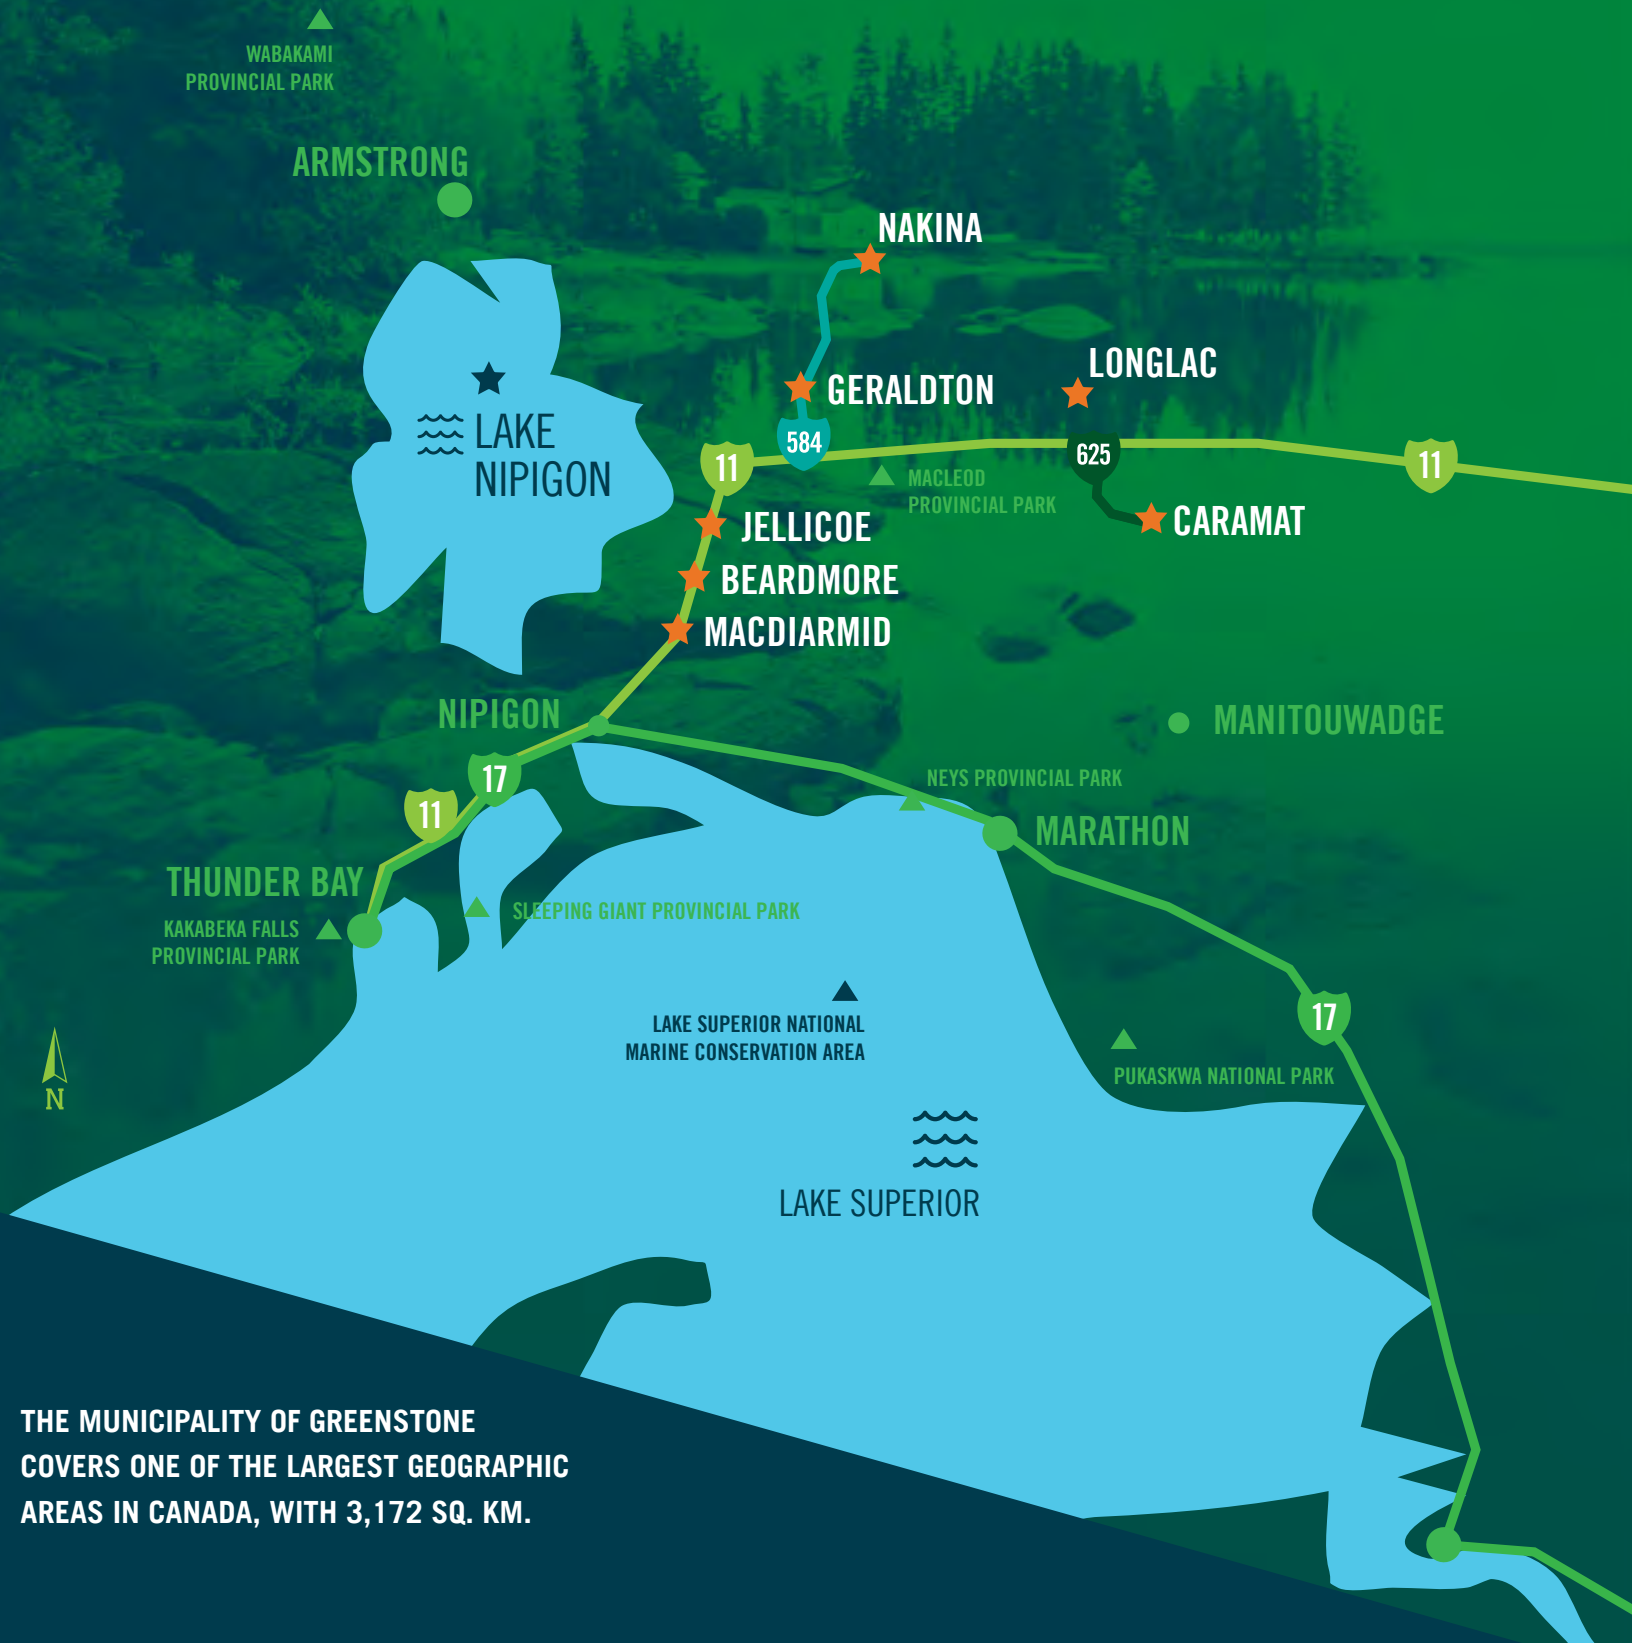 WABAKAMI
PROVINCIAL PARK
ARMSTRONG
NAKINA
LONGLAC
GERALDTON
LAKE
NIPIGON
584
625
11
11
MACLEOD
PROVINCIAL PARK
JELLICOE
CARAMAT
BEARDMORE
MACDIARMID
NIPIGON
MANITOUWADGE
17
NEYS PROVINCIAL PARK
11
MARATHON
THUNDER BAY
KAKABEKA FALLS
PROVINCIAL PARK
SLEEPING GIANT PROVINCIAL PARK
LAKE SUPERIOR NATIONAL
MARINE CONSERVATION AREA
17
PUKASKWA NATIONAL PARK
N
LAKE SUPERIOR
THE MUNICIPALITY OF GREENSTONE
COVERS ONE OF THE LARGEST GEOGRAPHIC
AREAS IN CANADA, WITH 3,172 SQ. KM.